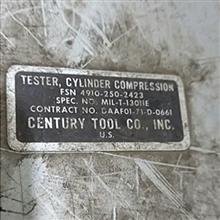 TESTER, CYLINDER COMPRESSION
FSN 4910-250-2423
SPEC. NO. MIL-T-13011E
CONTRACT NO. DAAF01-71-D-0661
CENTURY TOOL CO., INC.
U.S.